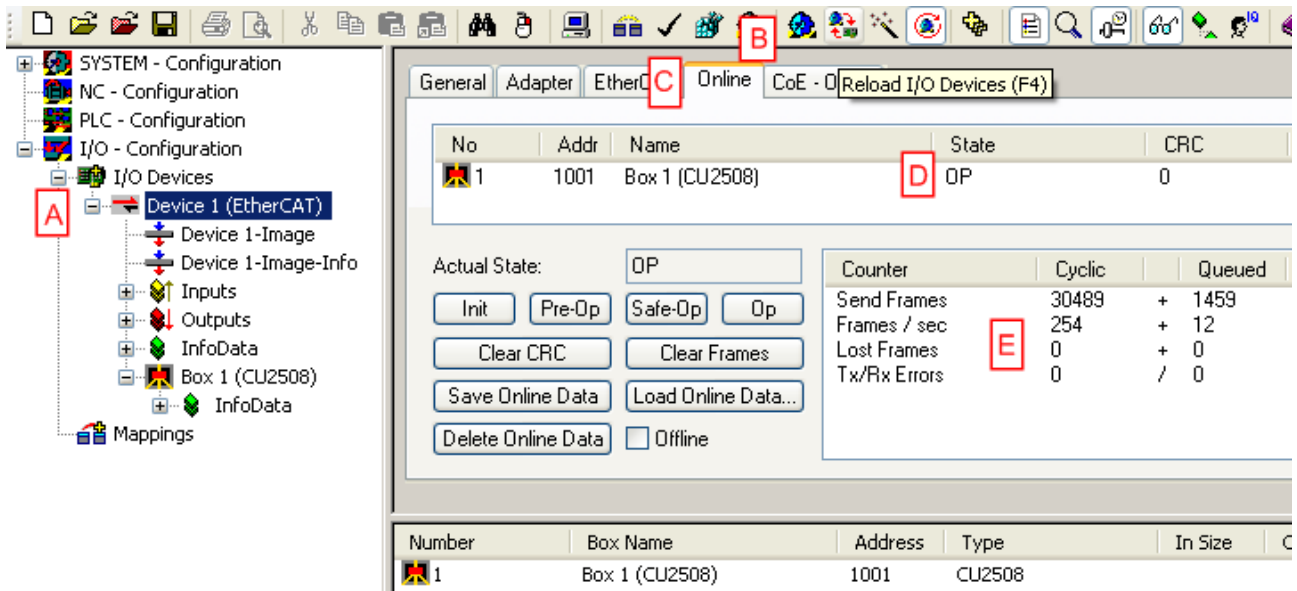 B
SYSTEM - Configuration
NC - Configuration
PLC - Configuration
I/O - Configuration
I/O Devices
A
Device 1 (EtherCAT)
Device 1-Image
Device 1-Image-Info
Inputs
Outputs
InfoData
Box 1 (CU2508)
InfoData
Mappings
General Adapter C Online CoE - O Reload I/O Devices (F4)
No Addr Name State CRC
1 1001 Box 1 (CU2508) D OP 0
Actual State: OP
Init Pre-Op Safe-Op Op
Clear CRC Clear Frames
Save Online Data Load Online Data...
Delete Online Data Offline
Counter Cyclic Queued
Send Frames 30489 + 1459
Frames / sec 254 + 12
E
Lost Frames 0 + 0
Tx/Rx Errors 0 / 0
Number Box Name Address Type In Size
1 Box 1 (CU2508) 1001 CU2508